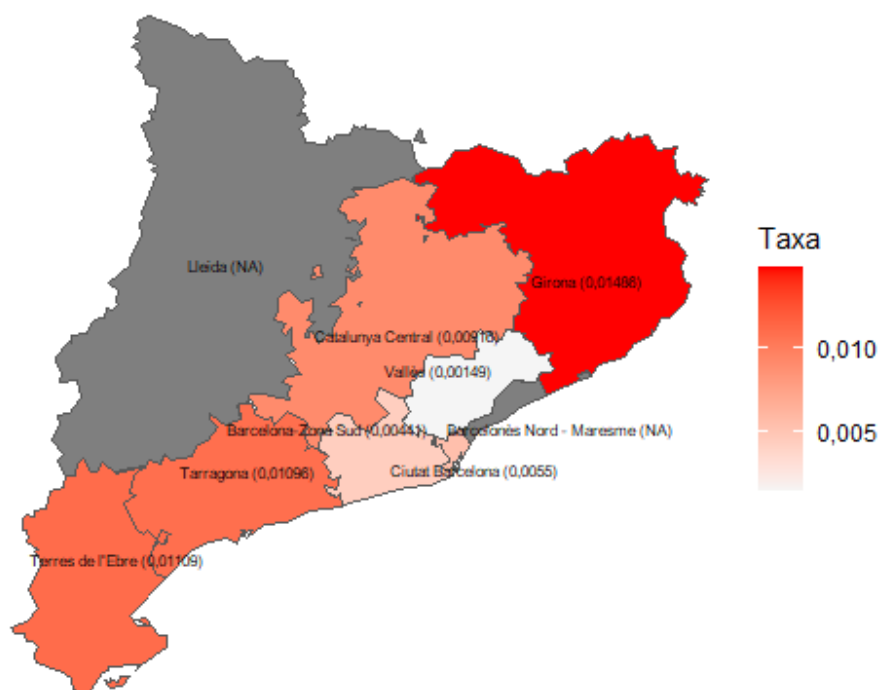 Lleida (NA)
Taxa
Girona (0,01488)
Catalunya Central (0,00916)
0,010
Vallès (0,00149)
Barcelona-Zona Sud (0,00441)
Barcelonès Nord - Maresme (NA)
0,005
Tarragona (0,01096)
Ciutat Barcelona (0,0055)
Terres de l'Ebre (0,01109)